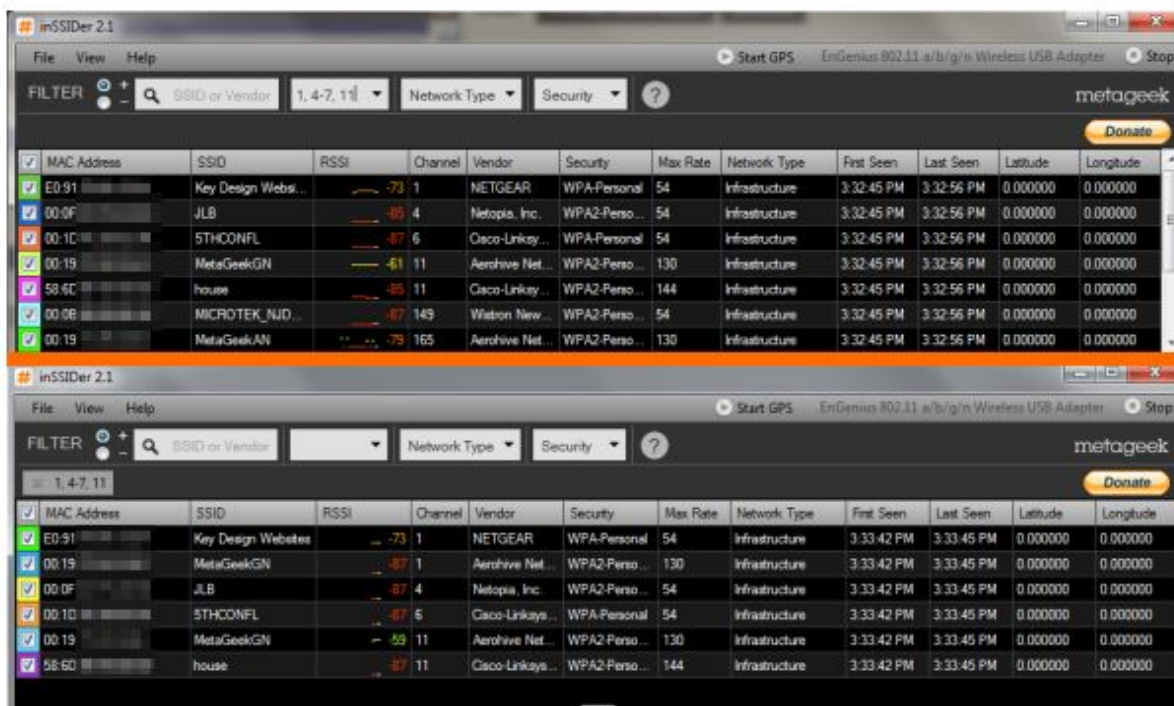 inSSIDer 2.1
File View Help Start GPS EnGenius 802.11 a/b/g/n Wireless USB Adapter Stop
FILTER + - SSID or Vendor 1, 4-7, 11 Network Type Security ? metageek
Donate
MAC Address SSID RSSI Channel Vendor Security Max Rate Network Type First Seen Last Seen Latitude Longitude
E0:91 Key Design Websi... -73 1 NETGEAR WPA-Personal 54 Infrastructure 3:32:45 PM 3:32:56 PM 0.000000 0.000000
00:0F JLB -85 4 Netopia, Inc. WPA2-Perso... 54 Infrastructure 3:32:45 PM 3:32:56 PM 0.000000 0.000000
00:1D 5THCONFL -87 6 Cisco-Linksy... WPA-Personal 54 Infrastructure 3:32:45 PM 3:32:56 PM 0.000000 0.000000
00:19 MetaGeekGN -61 11 Aerohive Net... WPA2-Perso... 130 Infrastructure 3:32:45 PM 3:32:56 PM 0.000000 0.000000
58:6D house -85 11 Cisco-Linksy... WPA2-Perso... 144 Infrastructure 3:32:45 PM 3:32:56 PM 0.000000 0.000000
00:0B MICROTEK_NJD... -87 149 Wistron New... WPA2-Perso... 54 Infrastructure 3:32:45 PM 3:32:56 PM 0.000000 0.000000
00:19 MetaGeekAN -79 165 Aerohive Net... WPA2-Perso... 130 Infrastructure 3:32:45 PM 3:32:56 PM 0.000000 0.000000
inSSIDer 2.1
File View Help Start GPS EnGenius 802.11 a/b/g/n Wireless USB Adapter Stop
FILTER + - SSID or Vendor Network Type Security ? metageek
1, 4-7, 11 Donate
MAC Address SSID RSSI Channel Vendor Security Max Rate Network Type First Seen Last Seen Latitude Longitude
E0:91 Key Design Websites -73 1 NETGEAR WPA-Personal 54 Infrastructure 3:33:42 PM 3:33:45 PM 0.000000 0.000000
00:19 MetaGeekGN -87 1 Aerohive Net... WPA2-Perso... 130 Infrastructure 3:33:42 PM 3:33:45 PM 0.000000 0.000000
00:0F JLB -87 4 Netopia, Inc. WPA2-Perso... 54 Infrastructure 3:33:42 PM 3:33:45 PM 0.000000 0.000000
00:1D 5THCONFL -87 6 Cisco-Linksys... WPA-Personal 54 Infrastructure 3:33:42 PM 3:33:45 PM 0.000000 0.000000
00:19 MetaGeekGN -59 11 Aerohive Net... WPA2-Perso... 130 Infrastructure 3:33:42 PM 3:33:45 PM 0.000000 0.000000
58:6D house -87 11 Cisco-Linksys... WPA2-Perso... 144 Infrastructure 3:33:42 PM 3:33:45 PM 0.000000 0.000000